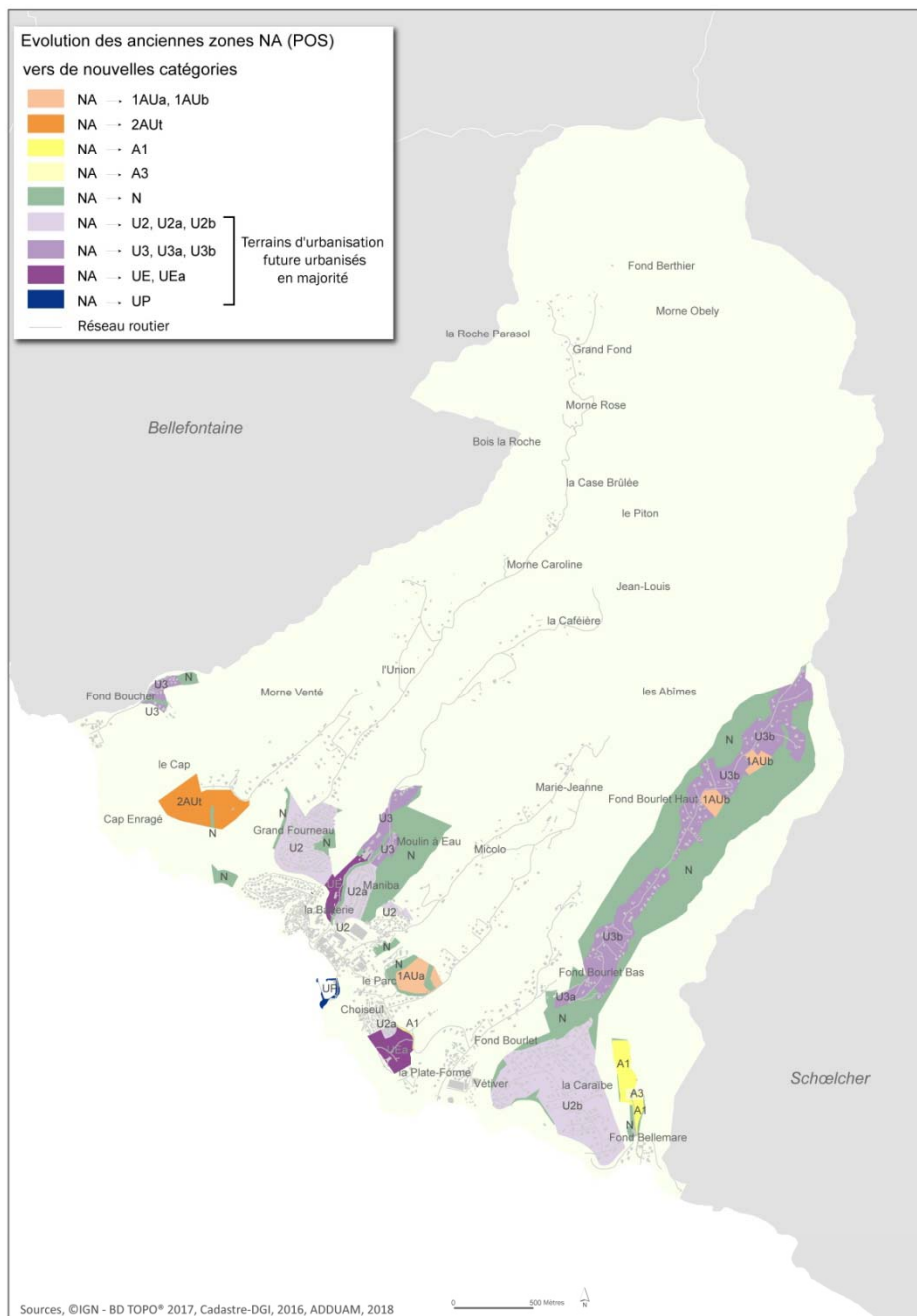 Evolution des anciennes zones NA (POS)
vers de nouvelles catégories
NA → 1AUa, 1AUb
NA → 2AUt
NA → A1
NA → A3
NA → N
NA → U2, U2a, U2b
NA → U3, U3a, U3b
NA → UE, UEa
NA → UP
Terrains d'urbanisation
future urbanisés
en majorité
Réseau routier
Fond Berthier
Morne Obely
la Roche Parasol
Grand Fond
Morne Rose
Bellefontaine
Bois la Roche
la Case Brûlée
le Piton
Morne Caroline
Jean-Louis
la Caféière
l'Union
U3
N
Fond Boucher
Morne Venté
les Abîmes
U3
U3b
N
1AUb
le Cap
U3b
2AUt
Marie-Jeanne
Fond Bourlet Haut
1AUb
Cap Enragé
N
N
Grand Fourneau
U3
Moulin à Eau
U2
N
U3
N
Micolo
N
N
UE
U2a
Maniba
la Batterie
U2
U2
U3b
N
N
le Parc
1AUa
Fond Bourlet Bas
UP
U3a
Choiseul
U2a
A1
N
UEa
Fond Bourlet
la Plate-Forme
Vétiver
la Caraïbe
A1
Schœlcher
A3
U2b
A1
N
Fond Bellemare
Sources, ©IGN - BD TOPO® 2017, Cadastre-DGI, 2016, ADDUAM, 2018
0 500 Mètres
N